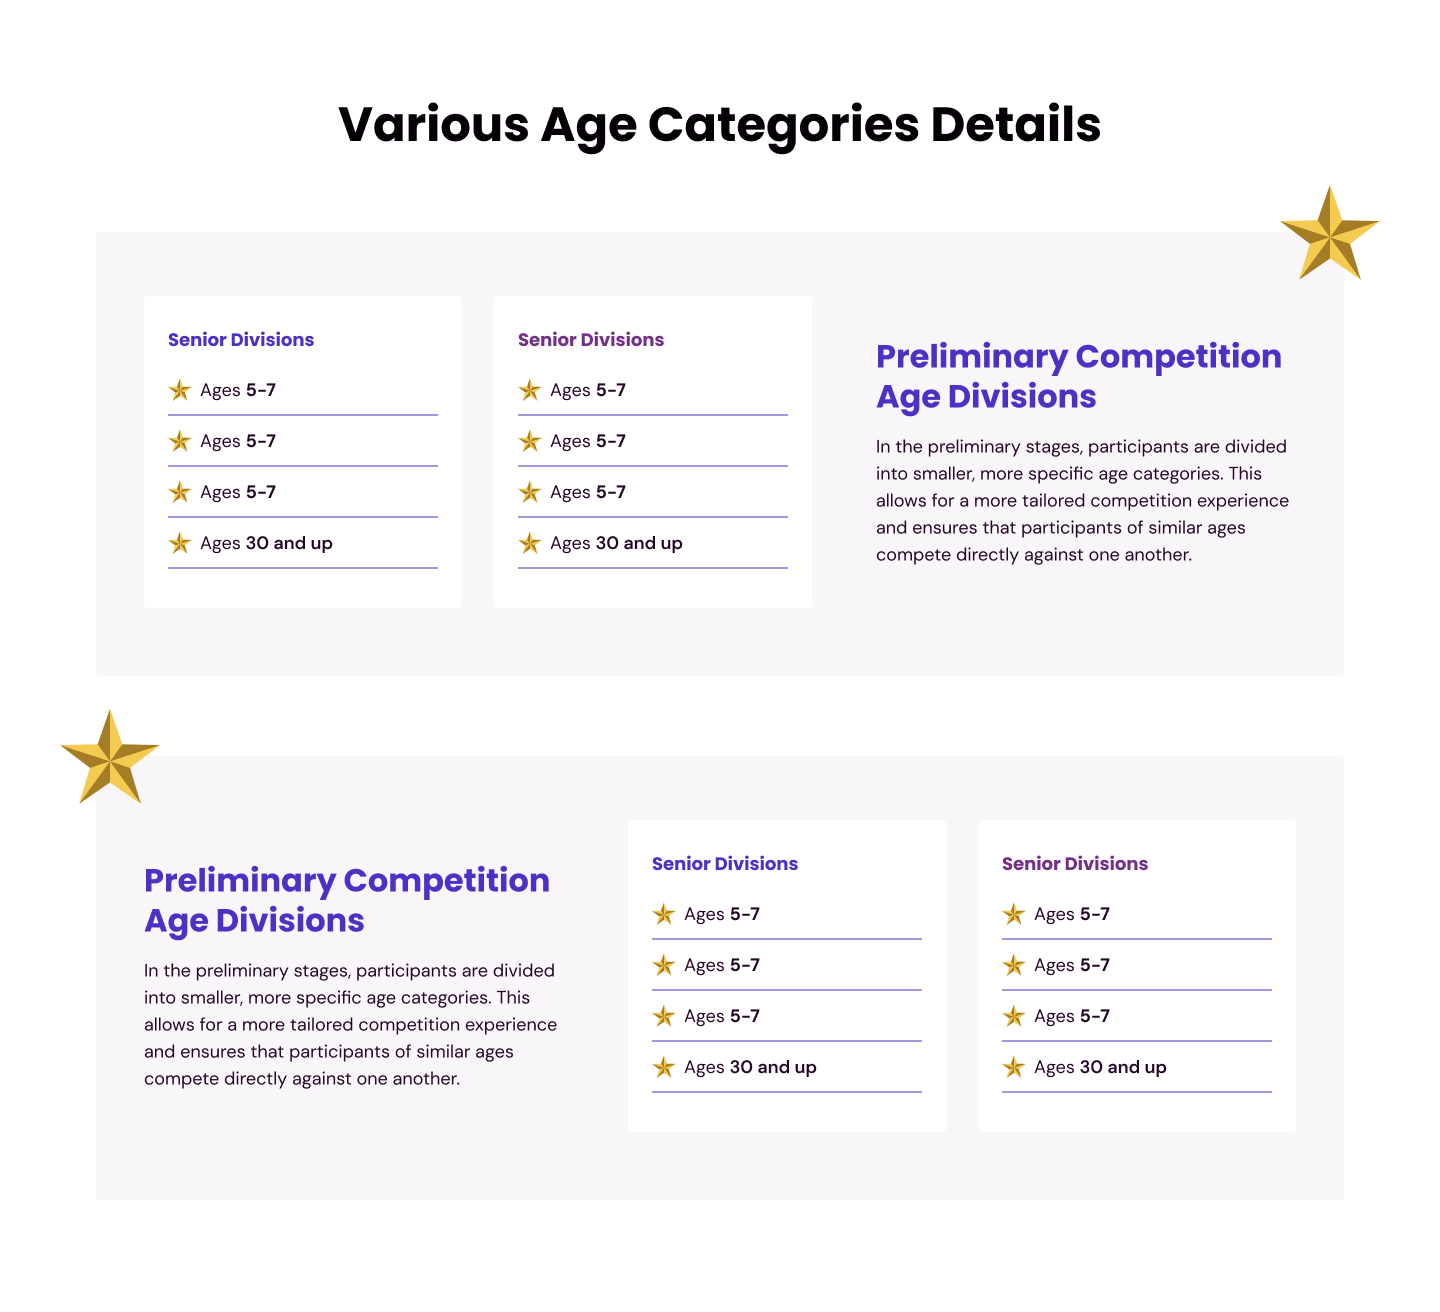 Various Age Categories Details
Senior Divisions
Ages 5-7
Ages 5-7
Ages 5-7
Ages 30 and up
Senior Divisions
Ages 5-7
Ages 5-7
Ages 5-7
Ages 30 and up
Preliminary Competition
Age Divisions
In the preliminary stages, participants are divided
into smaller, more specific age categories. This
allows for a more tailored competition experience
and ensures that participants of similar ages
compete directly against one another.
Preliminary Competition
Age Divisions
In the preliminary stages, participants are divided
into smaller, more specific age categories. This
allows for a more tailored competition experience
and ensures that participants of similar ages
compete directly against one another.
Senior Divisions
Ages 5-7
Ages 5-7
Ages 5-7
Ages 30 and up
Senior Divisions
Ages 5-7
Ages 5-7
Ages 5-7
Ages 30 and up